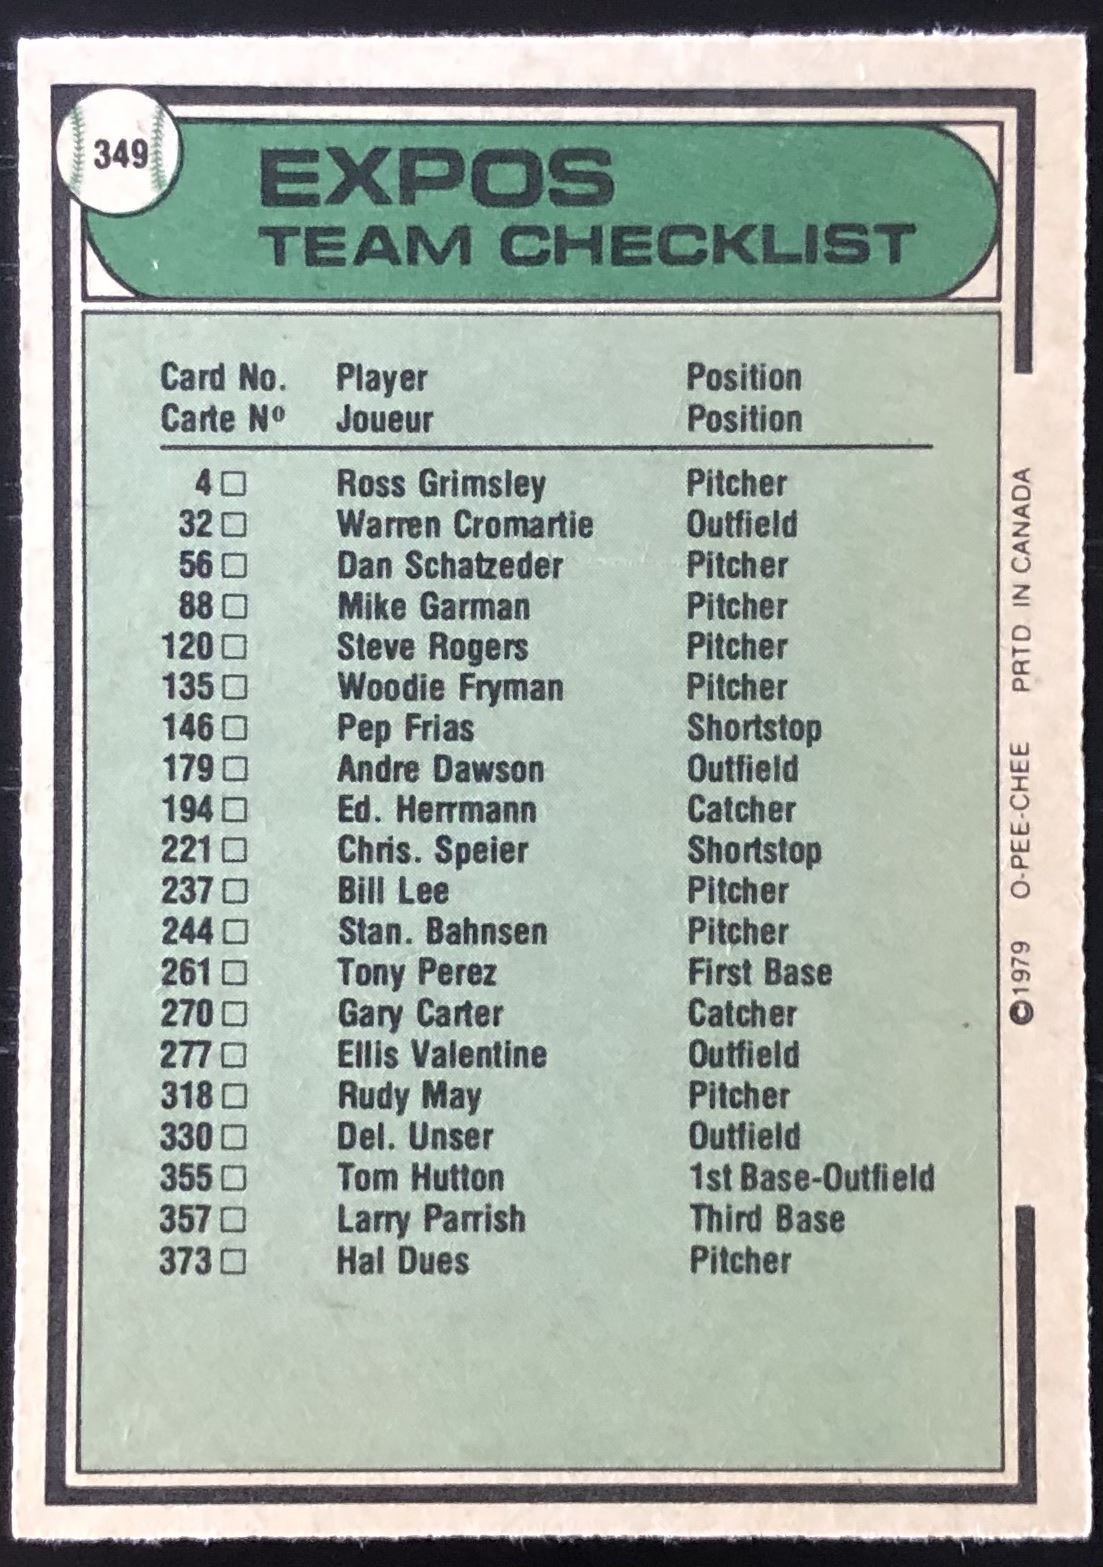 349
EXPOS
TEAM CHECKLIST
Card No. Player Position
Carte Nº Joueur Position
4 □ Ross Grimsley Pitcher
32 □ Warren Cromartie Outfield
56 □ Dan Schatzeder Pitcher
88 □ Mike Garman Pitcher
120 □ Steve Rogers Pitcher
135 □ Woodie Fryman Pitcher
146 □ Pep Frias Shortstop
179 □ Andre Dawson Outfield
194 □ Ed. Herrmann Catcher
221 □ Chris. Speier Shortstop
237 □ Bill Lee Pitcher
244 □ Stan. Bahnsen Pitcher
261 □ Tony Perez First Base
270 □ Gary Carter Catcher
277 □ Ellis Valentine Outfield
318 □ Rudy May Pitcher
330 □ Del. Unser Outfield
355 □ Tom Hutton 1st Base-Outfield
357 □ Larry Parrish Third Base
373 □ Hal Dues Pitcher
©1979 O-PEE-CHEE PRTD IN CANADA